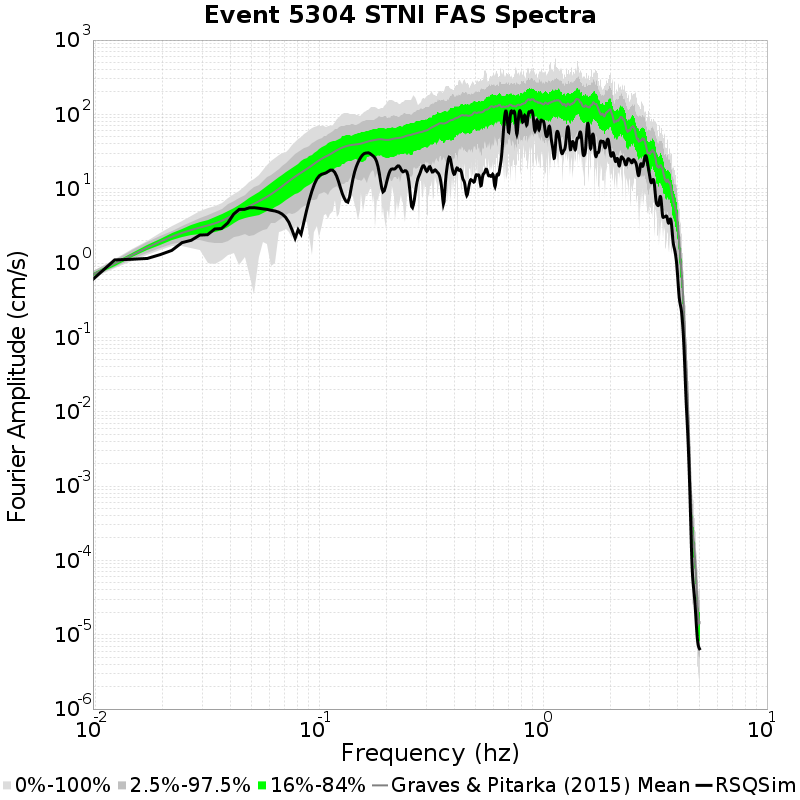 Event 5304 STNI FAS Spectra
10^3
10^2
10^1
10^0
10^-1
10^-2
10^-3
10^-4
10^-5
10^-6
Fourier Amplitude (cm/s)
10^-2 10^-1 10^0 10^1
Frequency (hz)
0%-100% 2.5%-97.5% 16%-84% Graves & Pitarka (2015) Mean RSQSim